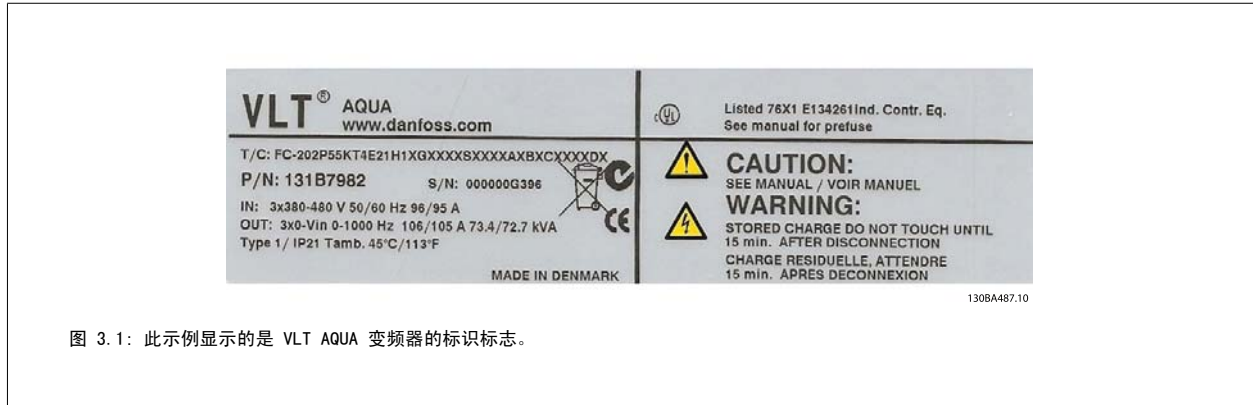 VLT® AQUA
www.danfoss.com
T/C: FC-202P55KT4E21H1XGXXXXSXXXXAXBXCXXXXDX
P/N: 131B7982 S/N: 000000G396
IN: 3x380-480 V 50/60 Hz 96/95 A
OUT: 3x0-Vin 0-1000 Hz 106/105 A 73.4/72.7 kVA
Type 1/ IP21 Tamb. 45°C/113°F
MADE IN DENMARK
CE
c UL
Listed 76X1 E134261Ind. Contr. Eq.
See manual for prefuse
CAUTION:
SEE MANUAL / VOIR MANUEL
WARNING:
STORED CHARGE DO NOT TOUCH UNTIL
15 min. AFTER DISCONNECTION
CHARGE RESIDUELLE, ATTENDRE
15 min. APRES DECONNEXION
130BA487.10
图 3.1: 此示例显示的是 VLT AQUA 变频器的标识标志。